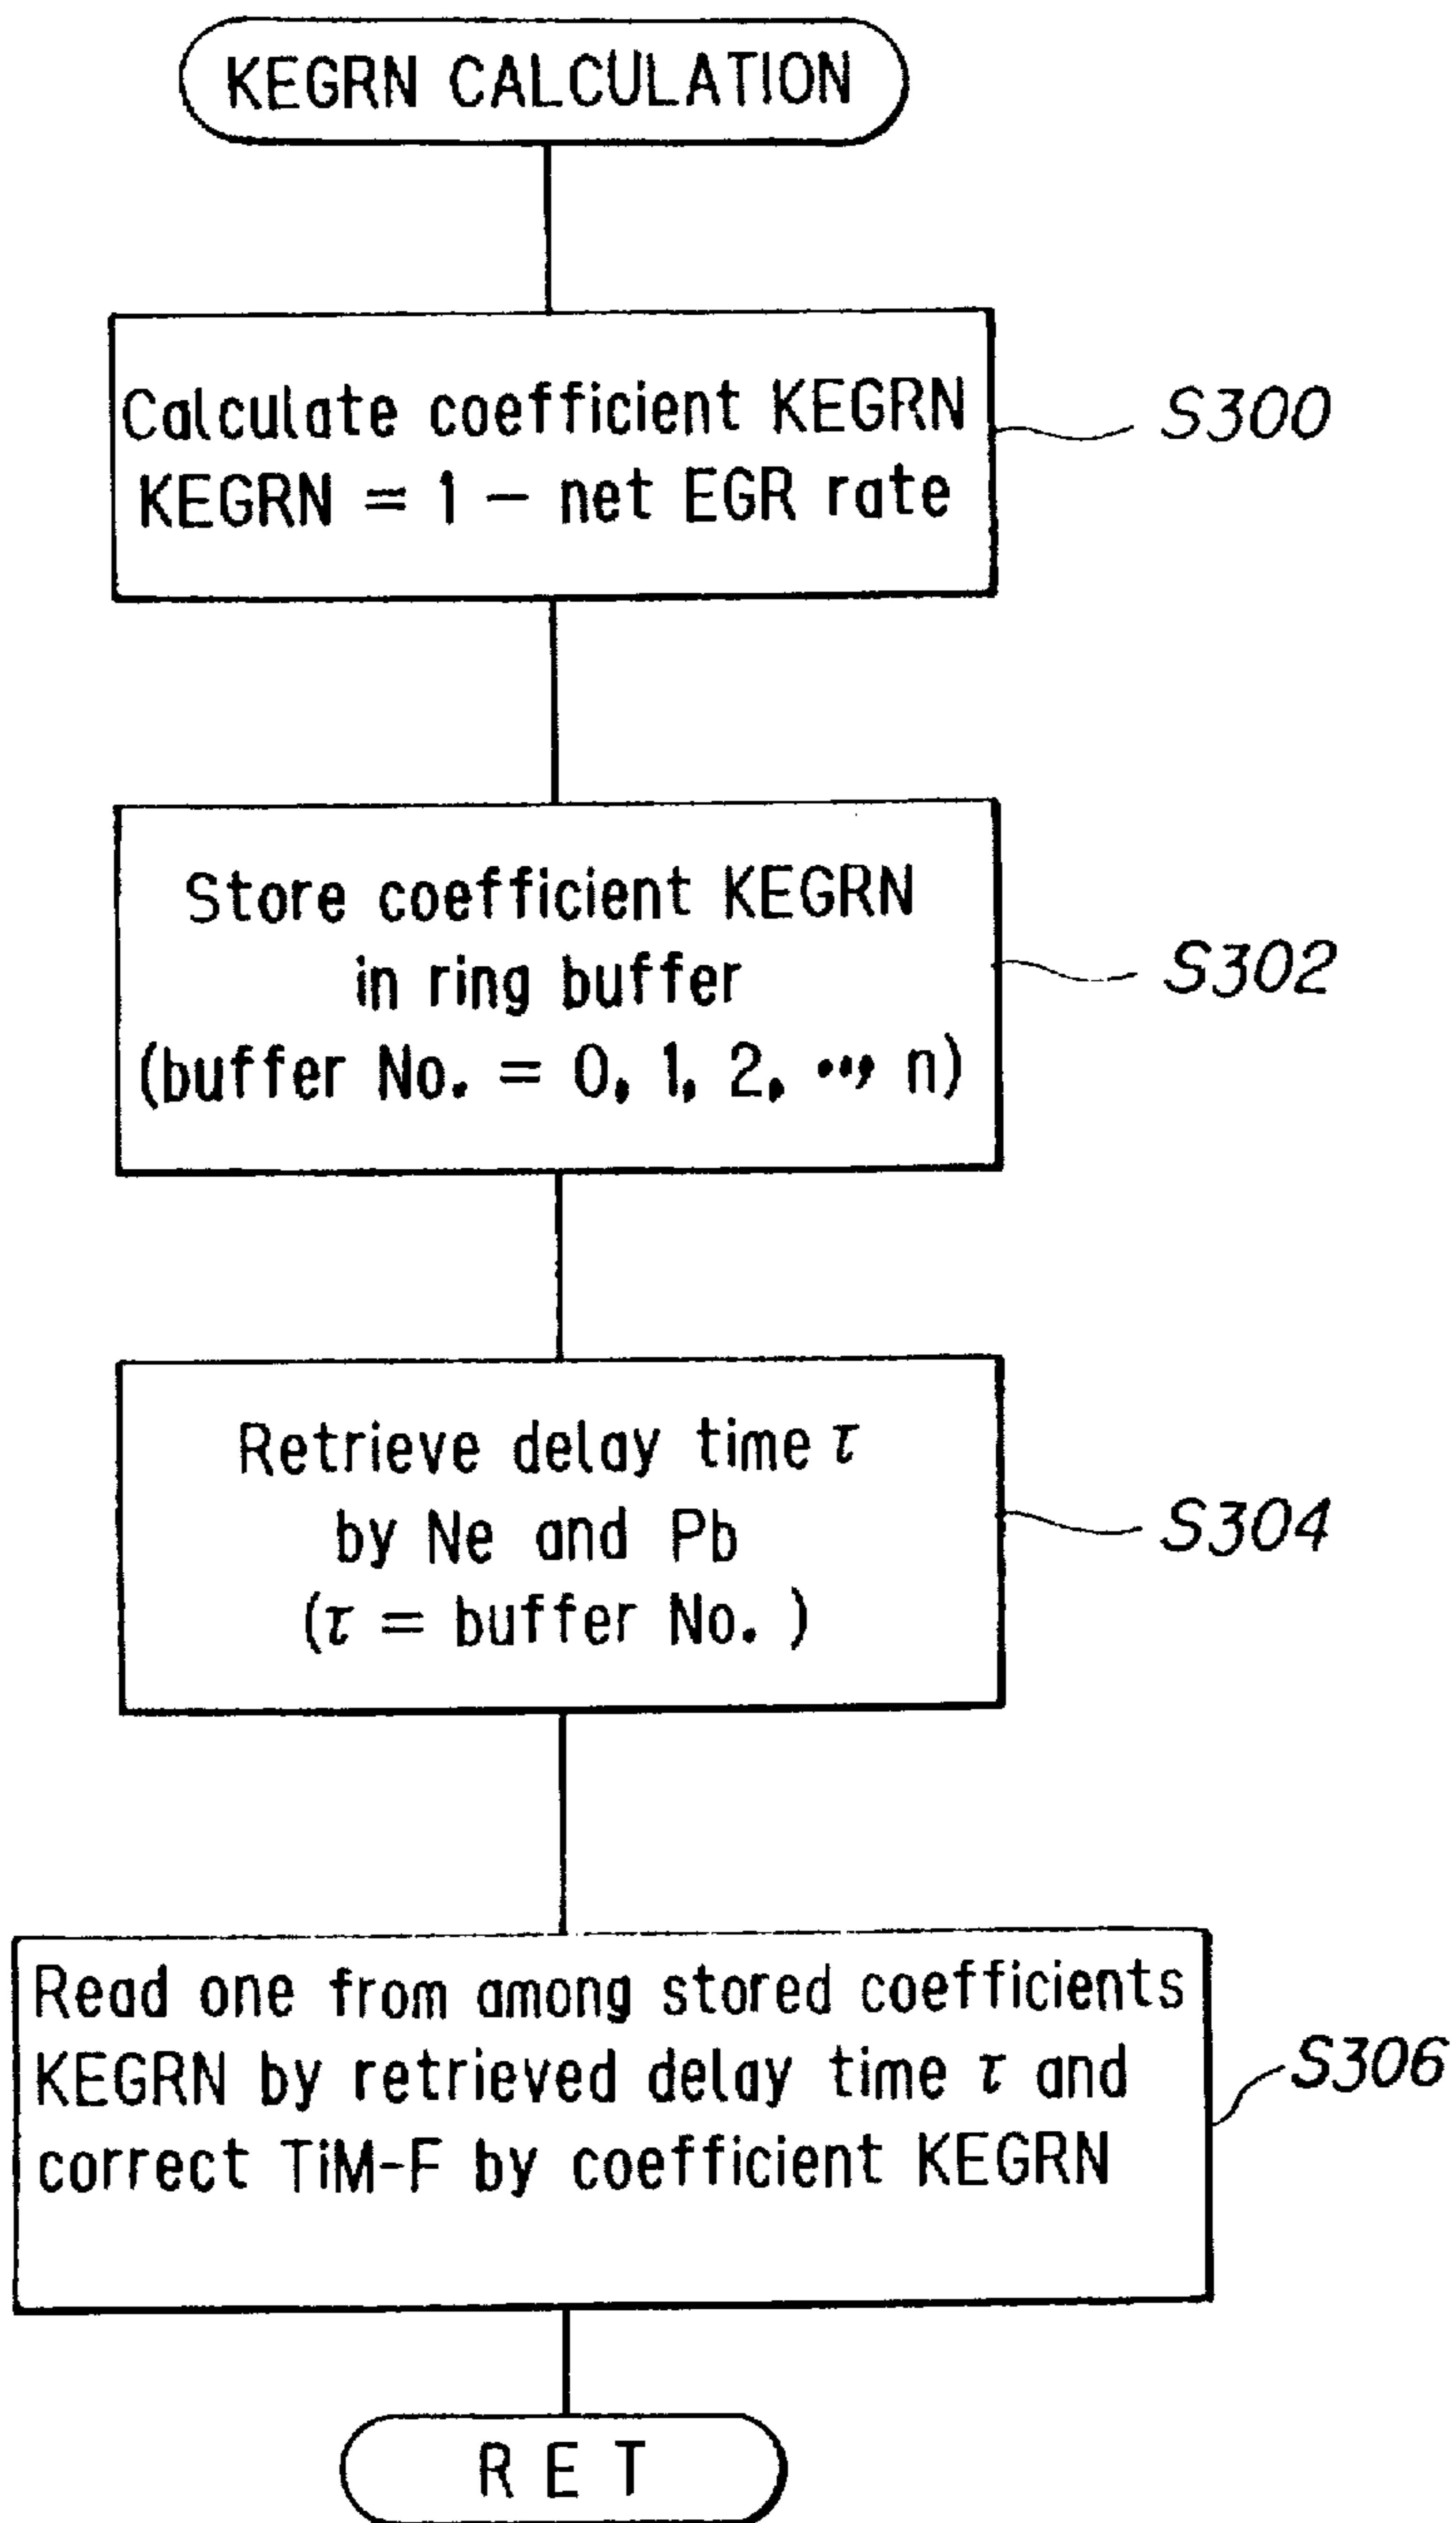 KEGRN CALCULATION
Calculate coefficient KEGRN
KEGRN = 1 – net EGR rate
S300
Store coefficient KEGRN
in ring buffer
(buffer No. = 0, 1, 2, ..., n)
S302
Retrieve delay time τ
by Ne and Pb
(τ = buffer No. )
S304
Read one from among stored coefficients
KEGRN by retrieved delay time τ and
correct TiM-F by coefficient KEGRN
S306
R E T